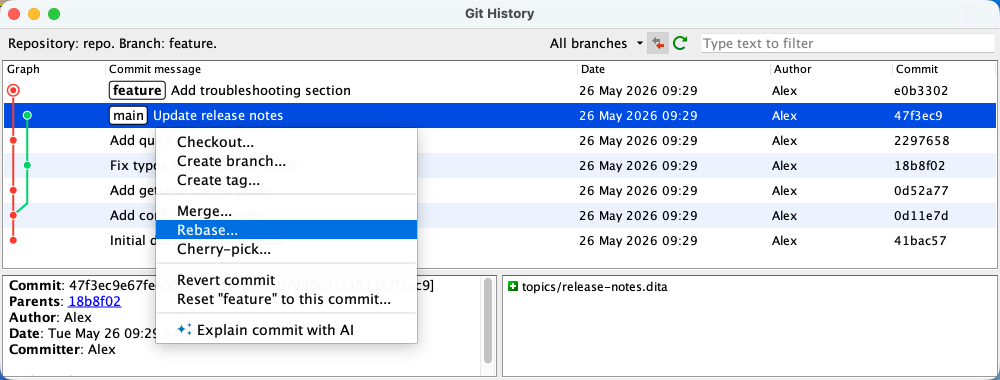 Git History
Repository: repo. Branch: feature.
All branches
Type text to filter
Graph Commit message Date Author Commit
feature Add troubleshooting section 26 May 2026 09:29 Alex e0b3302
main Update release notes 26 May 2026 09:29 Alex 47f3ec9
Add 26 May 2026 09:29 Alex 2297658
Fix 26 May 2026 09:29 Alex 18b8f02
Add 26 May 2026 09:29 Alex 0d52a77
Add 26 May 2026 09:29 Alex 0d11e7d
Initial 26 May 2026 09:29 Alex 41bac57
Checkout...
Create branch...
Create tag...
Merge...
Rebase...
Cherry-pick...
Revert commit
Reset "feature" to this commit...
Explain commit with AI
Commit:
Parents: 18b8f02
Author: Alex
Date: Tue May 26 09:29
Committer: Alex
topics/release-notes.dita